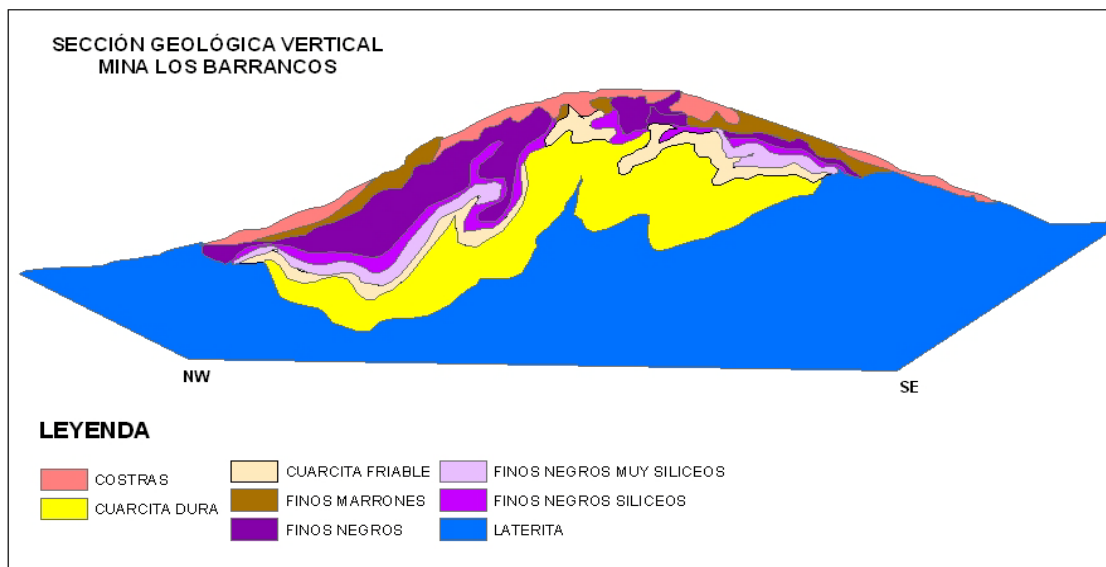 SECCIÓN GEOLÓGICA VERTICAL
MINA LOS BARRANCOS
NW
SE
LEYENDA
COSTRAS
CUARCITA DURA
CUARCITA FRIABLE
FINOS MARRONES
FINOS NEGROS
FINOS NEGROS MUY SILICEOS
FINOS NEGROS SILICEOS
LATERITA